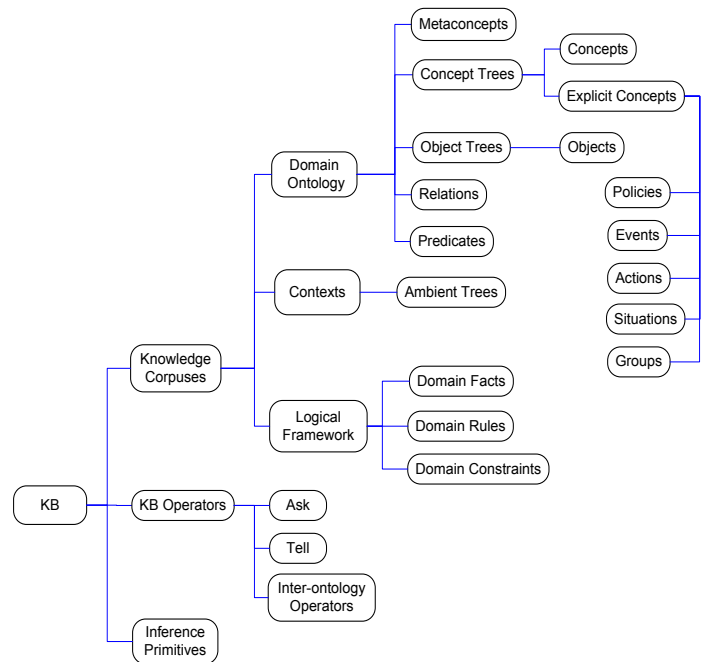 Metaconcepts
Concept Trees
Concepts
Explicit Concepts
Object Trees
Objects
Domain
Ontology
Relations
Predicates
Policies
Events
Actions
Situations
Groups
Contexts
Ambient Trees
Knowledge
Corpuses
Logical
Framework
Domain Facts
Domain Rules
Domain Constraints
KB
KB Operators
Ask
Tell
Inter-ontology
Operators
Inference
Primitives